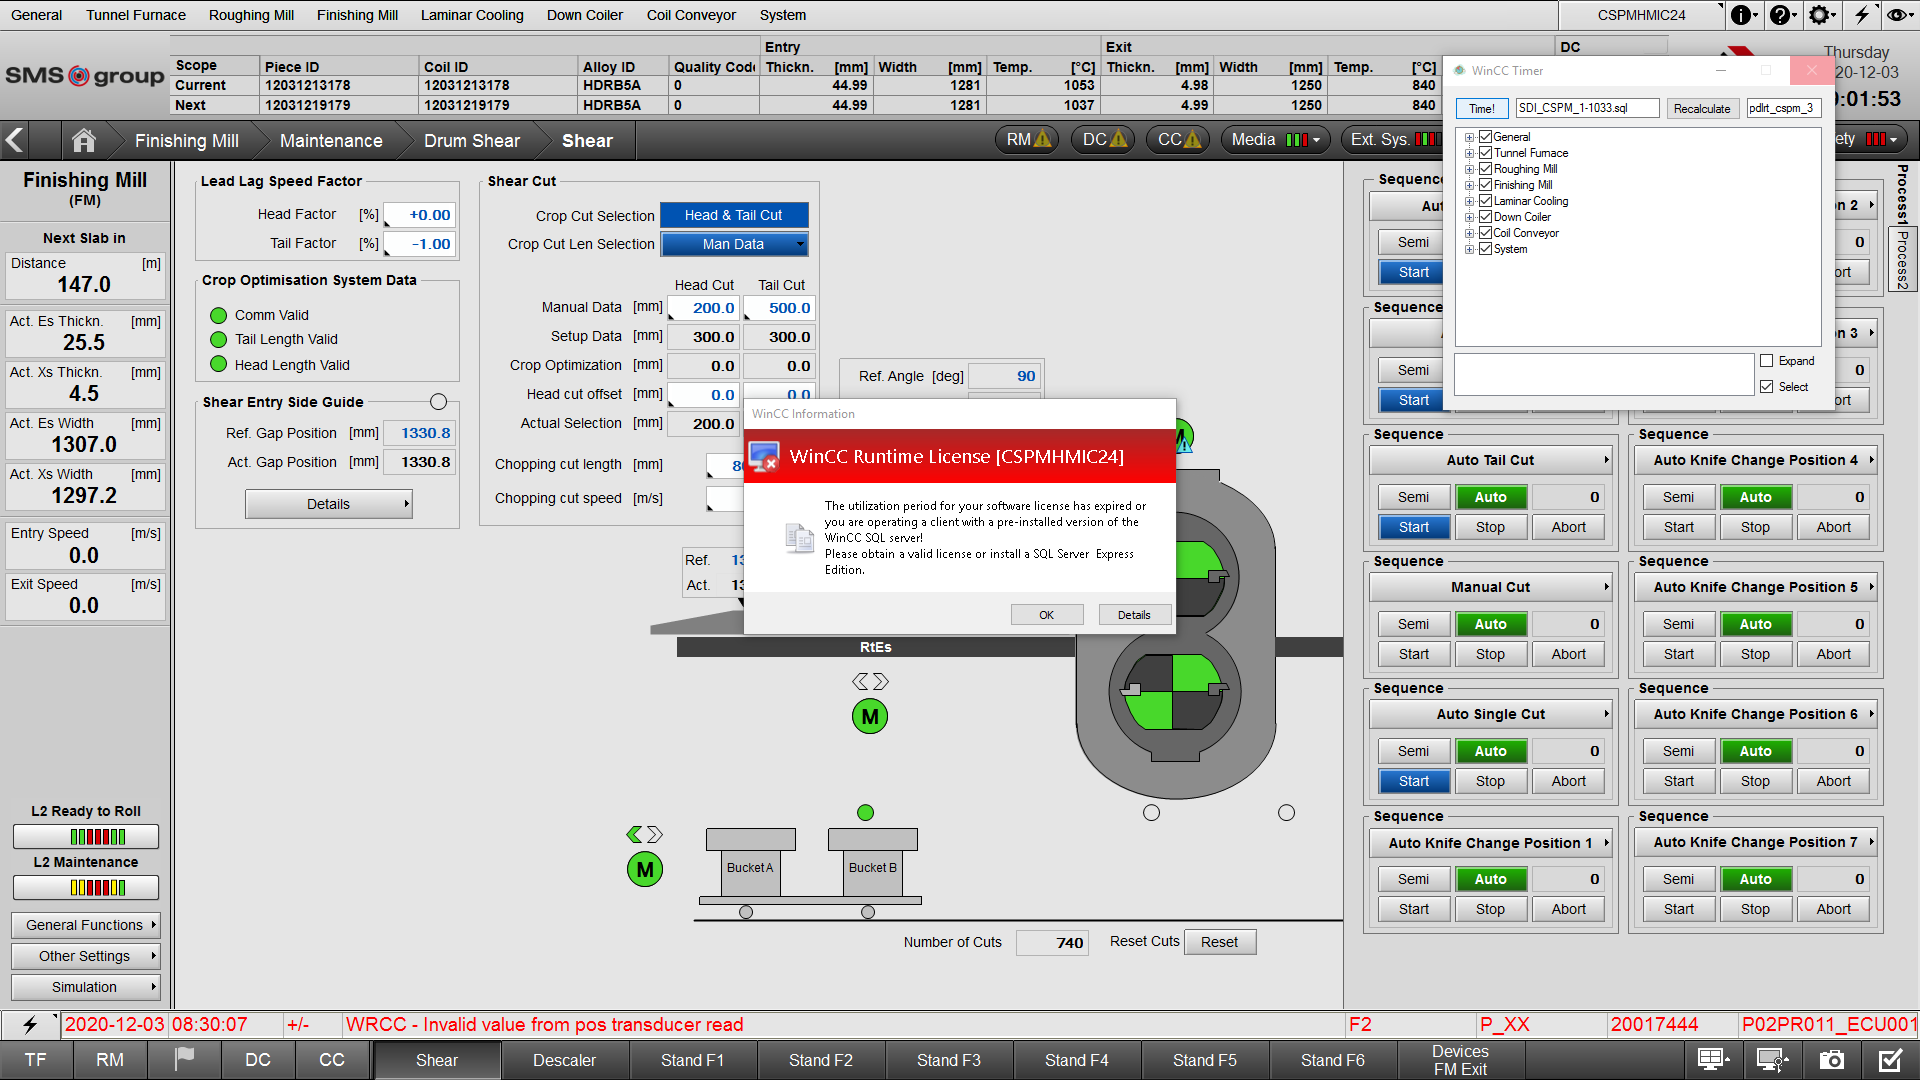 General Tunnel Furnace Roughing Mill Finishing Mill Laminar Cooling Down Coiler Coil Conveyor System CSPMHMIC24
SMS group
Entry Exit DC
Scope Piece ID Coil ID Alloy ID Quality Code Thickn. [mm] Width [mm] Temp. [°C] Thickn. [mm] Width [mm] Temp. [°C]
Current 12031213178 12031213178 HDRB5A 0 44.99 1281 1053 4.98 1250 840
Next 12031219179 12031219179 HDRB5A 0 44.99 1281 1037 4.99 1250 840
Thursday
20-12-03
0:01:53
Finishing Mill Maintenance Drum Shear Shear RM DC CC Media Ext. Sys. ety
Finishing Mill
(FM)
Next Slab in
Distance [m]
147.0
Act. Es Thickn. [mm]
25.5
Act. Xs Thickn. [mm]
4.5
Act. Es Width [mm]
1307.0
Act. Xs Width [mm]
1297.2
Entry Speed [m/s]
0.0
Exit Speed [m/s]
0.0
L2 Ready to Roll
L2 Maintenance
General Functions
Other Settings
Simulation
Lead Lag Speed Factor
Head Factor [%] +0.00
Tail Factor [%] -1.00
Crop Optimisation System Data
Comm Valid
Tail Length Valid
Head Length Valid
Shear Entry Side Guide
Ref. Gap Position [mm] 1330.8
Act. Gap Position [mm] 1330.8
Details
Shear Cut
Crop Cut Selection Head & Tail Cut
Crop Cut Len Selection Man Data
Head Cut Tail Cut
Manual Data [mm] 200.0 500.0
Setup Data [mm] 300.0 300.0
Crop Optimization [mm] 0.0 0.0
Head cut offset [mm] 0.0 0.0
Actual Selection [mm] 200.0
Chopping cut length [mm] 8
Chopping cut speed [m/s]
Ref. Angle [deg] 90
Ref. 13
Act. 13
RtEs
M
M
Bucket A Bucket B
Number of Cuts 740 Reset Cuts Reset
WinCC Information
WinCC Runtime License [CSPMHMIC24]
The utilization period for your software license has expired or
you are operating a client with a pre-installed version of the
WinCC SQL server!
Please obtain a valid license or install a SQL Server Express
Edition.
OK Details
WinCC Timer
Time! SDI_CSPM_1-1033.sql Recalculate pdlrt_cspm_3
General
Tunnel Furnace
Roughing Mill
Finishing Mill
Laminar Cooling
Down Coiler
Coil Conveyor
System
Expand
Select
Process1
Process2
Sequence
Au n 2
Semi 0
Start ort
Sequence
n 3
Semi 0
Start ort
Sequence Sequence
Auto Tail Cut Auto Knife Change Position 4
Semi Auto 0 Semi Auto 0
Start Stop Abort Start Stop Abort
Sequence Sequence
Manual Cut Auto Knife Change Position 5
Semi Auto 0 Semi Auto 0
Start Stop Abort Start Stop Abort
Sequence Sequence
Auto Single Cut Auto Knife Change Position 6
Semi Auto 0 Semi Auto 0
Start Stop Abort Start Stop Abort
Sequence Sequence
Auto Knife Change Position 1 Auto Knife Change Position 7
Semi Auto 0 Semi Auto 0
Start Stop Abort Start Stop Abort
2020-12-03 08:30:07 +/- WRCC - Invalid value from pos transducer read F2 P_XX 20017444 P02PR011_ECU001
TF RM DC CC Shear Descaler Stand F1 Stand F2 Stand F3 Stand F4 Stand F5 Stand F6 Devices
FM Exit